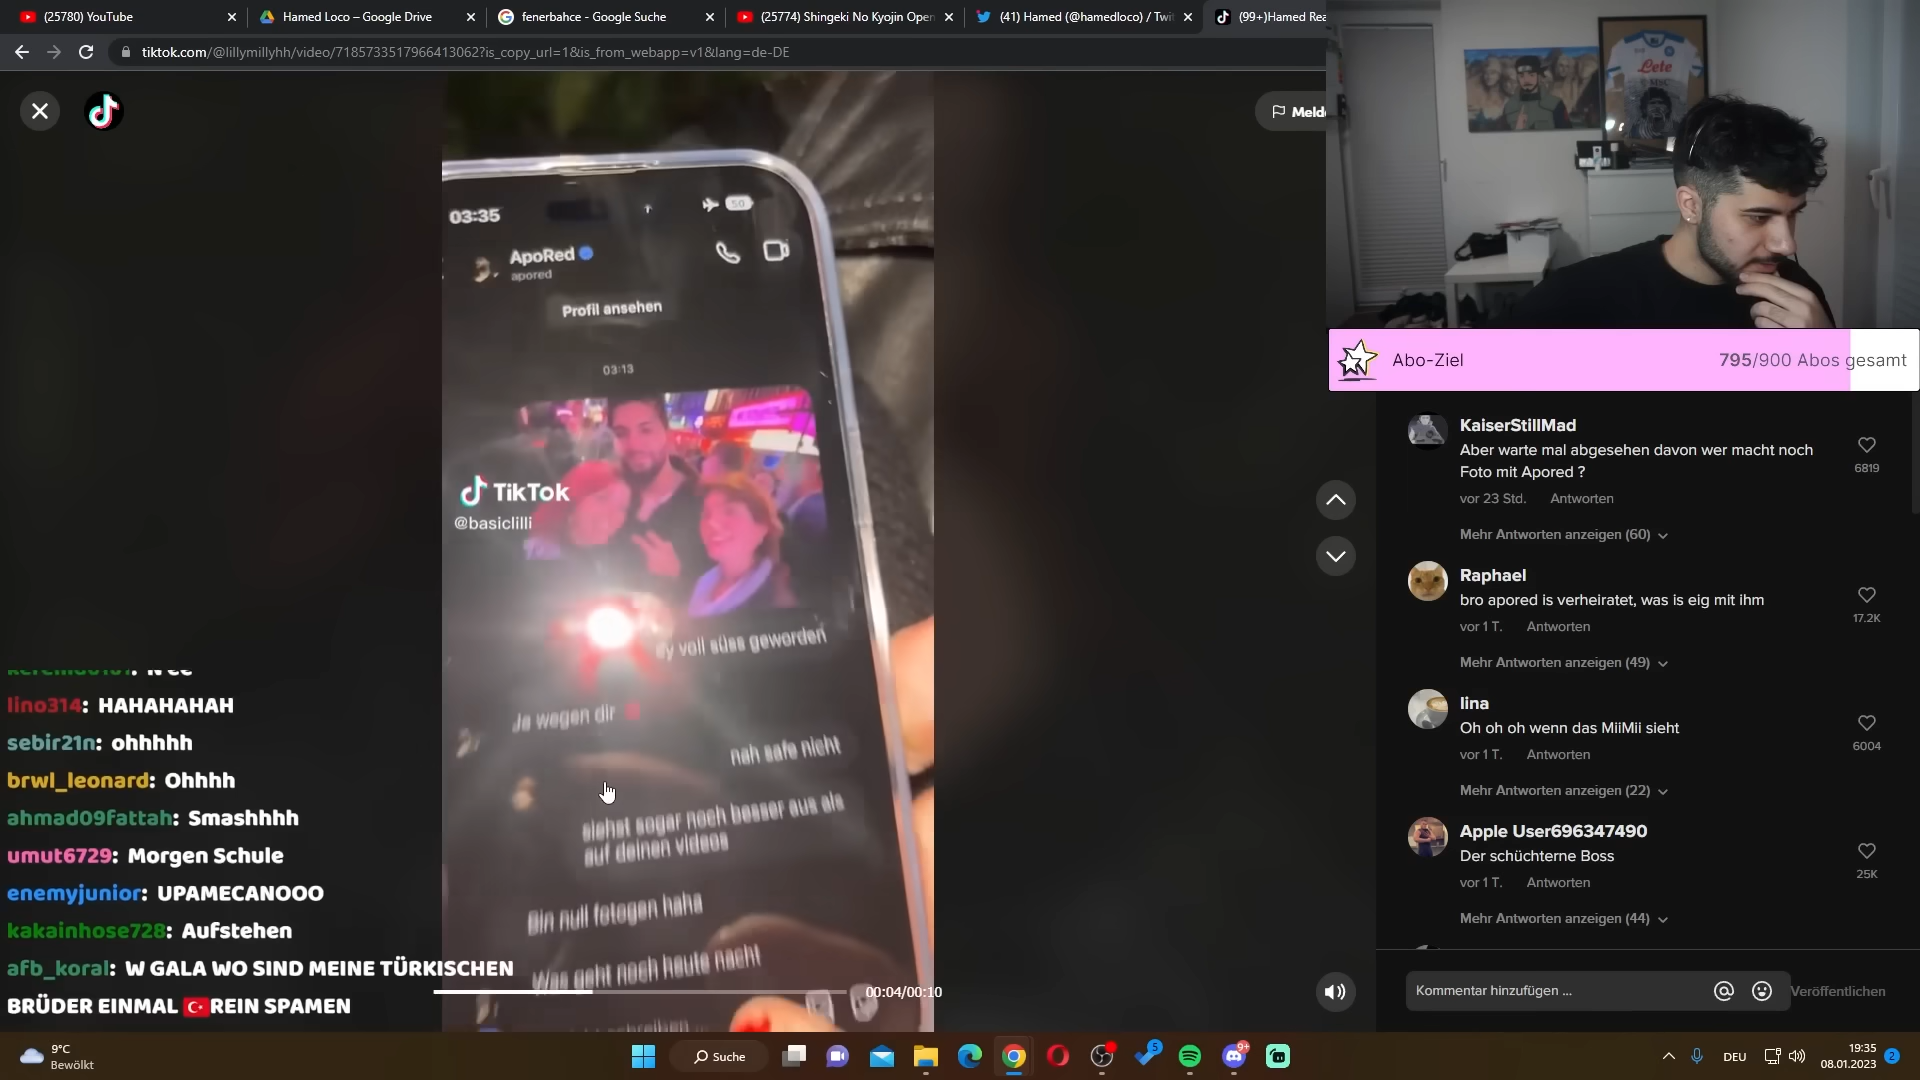 (25780) YouTube
Hamed Loco – Google Drive
fenerbahce - Google Suche
(25774) Shingeki No Kyojin Open
(41) Hamed (@hamedloco) / Twit
(99+)Hamed Rea
tiktok.com/@lillymillyhh/video/7185733517966413062?is_copy_url=1&is_from_webapp=v1&lang=de-DE
Meld
Lete
03:35
50
ApoRed
apored
Profil ansehen
03:13
TikTok
@basiclilli
ey voll süss geworden
Ja wegen dir
nah safe nicht
siehst sogar noch besser aus als
auf deinen videos
Bin null fotogen haha
Was geht noch heute nacht
00:04/00:10
Abo-Ziel
795/900 Abos gesamt
KaiserStillMad
Aber warte mal abgesehen davon wer macht noch
Foto mit Apored ?
6819
vor 23 Std. Antworten
Mehr Antworten anzeigen (60)
Raphael
bro apored is verheiratet, was is eig mit ihm
17.2K
vor 1 T. Antworten
Mehr Antworten anzeigen (49)
lina
Oh oh oh wenn das MiiMii sieht
6004
vor 1 T. Antworten
Mehr Antworten anzeigen (22)
Apple User696347490
Der schüchterne Boss
25K
vor 1 T. Antworten
Mehr Antworten anzeigen (44)
Kommentar hinzufügen ...
Veröffentlichen
lino314: HAHAHAHAH
sebir21n: ohhhhh
brwl_leonard: Ohhhh
ahmad09fattah: Smashhhh
umut6729: Morgen Schule
enemyjunior: UPAMECANOOO
kakainhose728: Aufstehen
afb_koral: W GALA WO SIND MEINE TÜRKISCHEN
BRÜDER EINMAL 🇹🇷REIN SPAMEN
9°C
Bewölkt
Suche
5
9+
DEU
19:35
08.01.2023
2